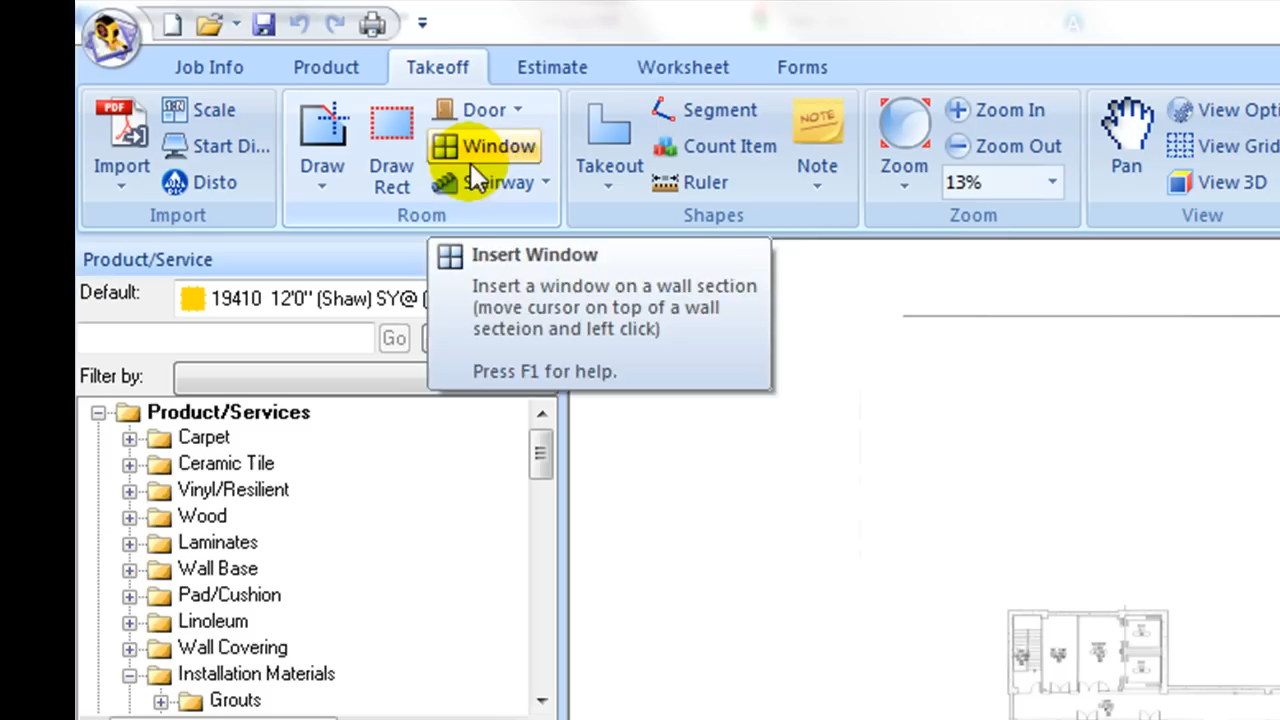 Job Info Product Takeoff Estimate Worksheet Forms
PDF
Import
Scale
Start Di...
Disto
Import
Draw
Draw
Rect
Door
Window
Stairway
Room
Takeout
Segment
Count Item
Ruler
NOTE
Note
Shapes
Zoom
Zoom In
Zoom Out
13%
Zoom
Pan
View Opti
View Grid
View 3D
View
Product/Service
Default: 19410 12'0" (Shaw) SY@ (
Go
Filter by:
Insert Window
Insert a window on a wall section
(move cursor on top of a wall
secteion and left click)
Press F1 for help.
Product/Services
Carpet
Ceramic Tile
Vinyl/Resilient
Wood
Laminates
Wall Base
Pad/Cushion
Linoleum
Wall Covering
Installation Materials
Grouts